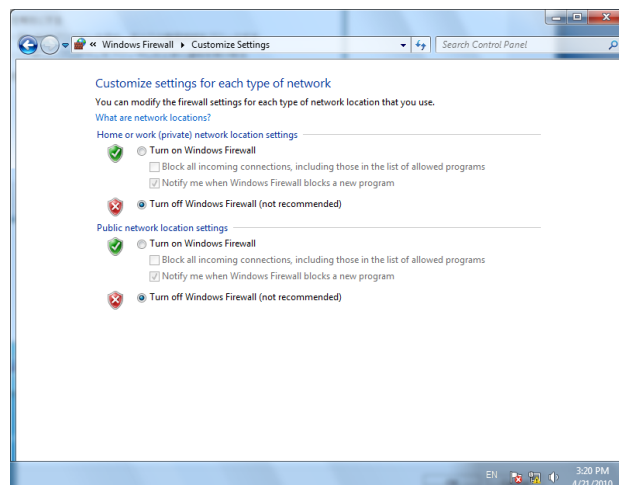 « Windows Firewall ▸ Customize Settings
Search Control Panel
Customize settings for each type of network
You can modify the firewall settings for each type of network location that you use.
What are network locations?
Home or work (private) network location settings
Turn on Windows Firewall
Block all incoming connections, including those in the list of allowed programs
Notify me when Windows Firewall blocks a new program
Turn off Windows Firewall (not recommended)
Public network location settings
Turn on Windows Firewall
Block all incoming connections, including those in the list of allowed programs
Notify me when Windows Firewall blocks a new program
Turn off Windows Firewall (not recommended)
EN
3:20 PM
4/21/2010